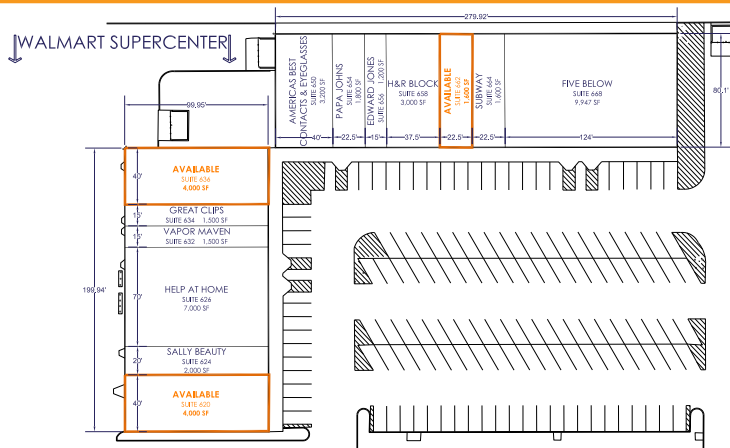 279.92'
WALMART SUPERCENTER
AMERICAS BEST
CONTACTS & EYEGLASSES
SUITE 650
3,200 SF
PAPA JOHNS
SUITE 654
1,800 SF
EDWARD JONES
SUITE 656 1,200 SF
H&R BLOCK
SUITE 658
3,000 SF
AVAILABLE
SUITE 662
1,600 SF
SUBWAY
SUITE 664
1,600 SF
FIVE BELOW
SUITE 668
9,947 SF
80.1'
40'
22.5'
15'
37.5'
22.5'
22.5'
124'
99.95'
199.94'
40'
AVAILABLE
SUITE 636
4,000 SF
15'
GREAT CLIPS
SUITE 634 1,500 SF
15'
VAPOR MAVEN
SUITE 632 1,500 SF
70'
HELP AT HOME
SUITE 626
7,000 SF
20'
SALLY BEAUTY
SUITE 624
2,000 SF
40'
AVAILABLE
SUITE 620
4,000 SF